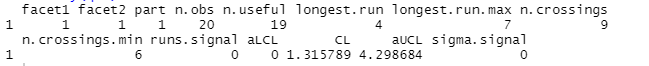 facet1 facet2 part n.obs n.useful longest.run longest.run.max n.crossings
1 1 1 1 20 19 4 7 9
n.crossings.min runs.signal aLCL CL aUCL sigma.signal
1 6 0 0 1.315789 4.298684 0